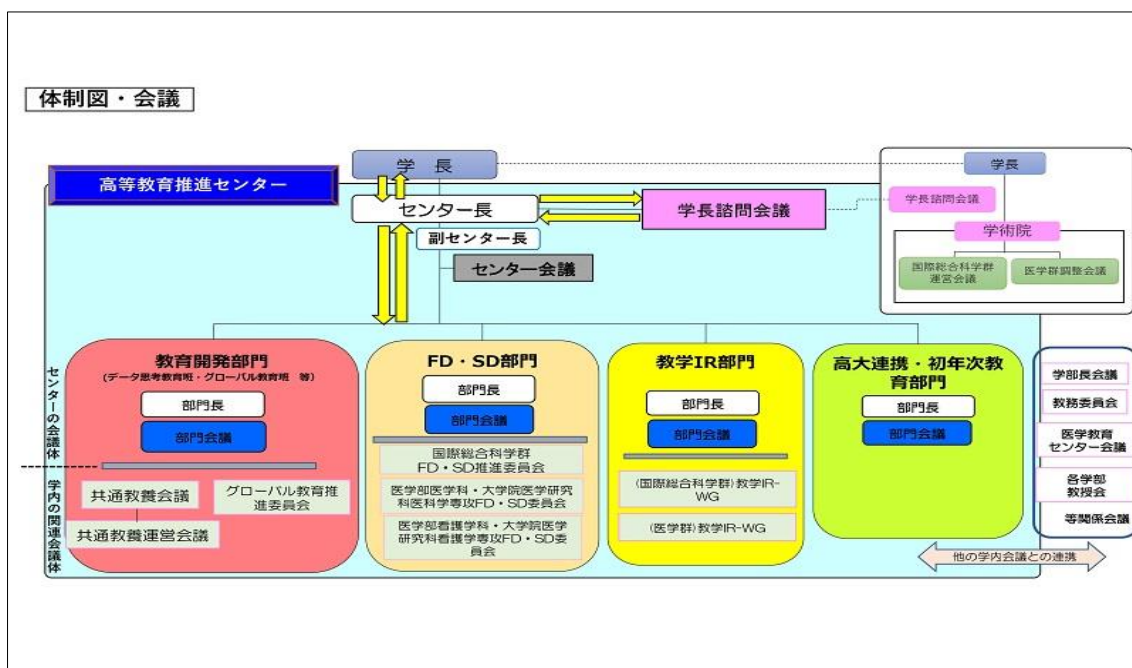 体制図・会議
高等教育推進センター
学　長
センター長
副センター長
センター会議
学長諮問会議
学長
学長諮問会議
学術院
国際総合科学群
運営会議
医学群調整会議
センターの会議体
学内の関連会議体
教育開発部門
(データ思考教育班・グローバル教育班　等)
部門長
部門会議
共通教養会議
グローバル教育推
進委員会
共通教養運営会議
FD・SD部門
部門長
部門会議
国際総合科学群
FD・SD推進委員会
医学部医学科・大学院医学研究
科医科学専攻FD・SD委員会
医学部看護学科・大学院医学
研究科看護学専攻FD・SD委
員会
教学IR部門
部門長
部門会議
(国際総合科学群)教学IR-
WG
(医学群)教学IR-WG
高大連携・初年次教
育部門
部門長
部門会議
学部長会議
教務委員会
医学教育
センター会議
各学部
教授会
等関係会議
他の学内会議との連携